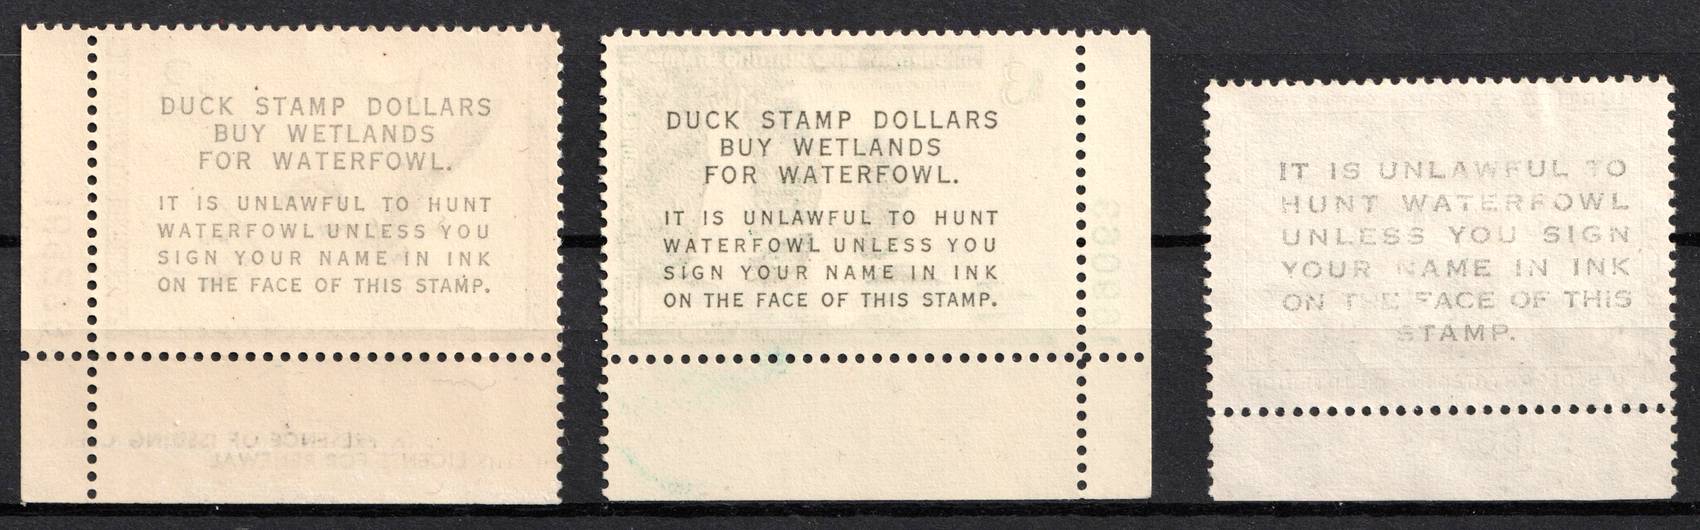 DUCK STAMP DOLLARS
BUY WETLANDS
FOR WATERFOWL.
IT IS UNLAWFUL TO HUNT
WATERFOWL UNLESS YOU
SIGN YOUR NAME IN INK
ON THE FACE OF THIS STAMP.
DUCK STAMP DOLLARS
BUY WETLANDS
FOR WATERFOWL.
IT IS UNLAWFUL TO HUNT
WATERFOWL UNLESS YOU
SIGN YOUR NAME IN INK
ON THE FACE OF THIS STAMP.
IT IS UNLAWFUL TO
HUNT WATERFOWL
UNLESS YOU SIGN
YOUR NAME IN INK
ON THE FACE OF THIS
STAMP.